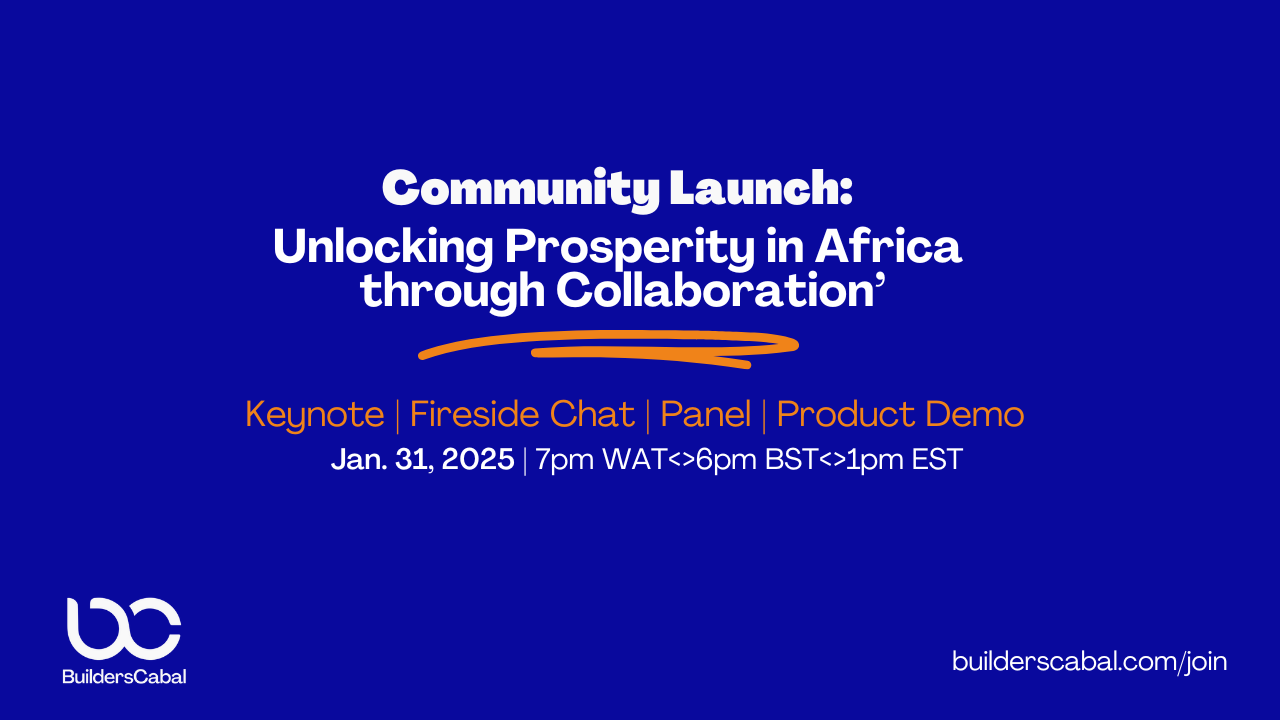 Community Launch:
Unlocking Prosperity in Africa
through Collaboration’
Keynote | Fireside Chat | Panel | Product Demo
Jan. 31, 2025 | 7pm WAT<>6pm BST<>1pm EST
BuildersCabal
builderscabal.com/join